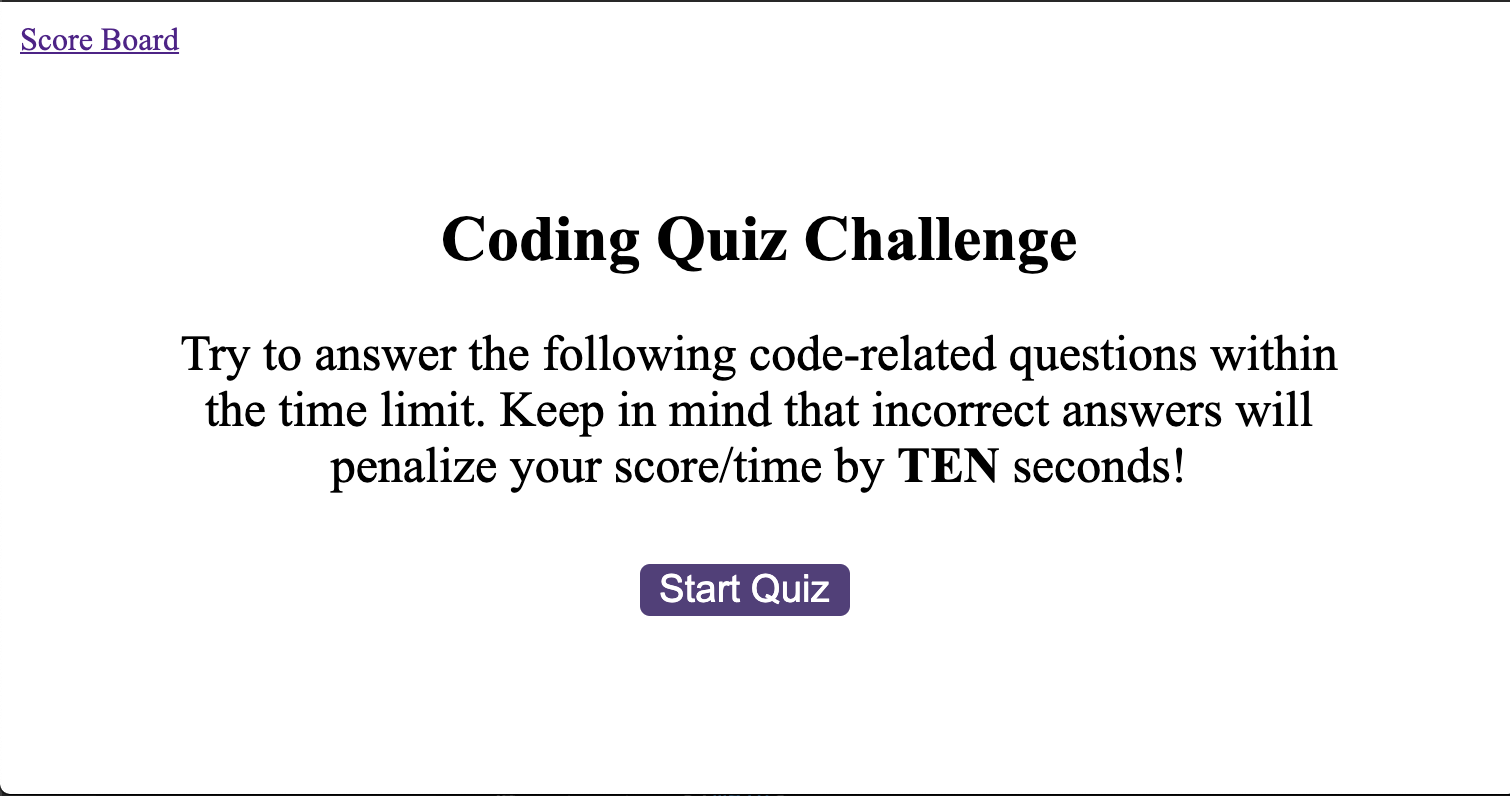 Score Board
Coding Quiz Challenge
Try to answer the following code-related questions within
the time limit. Keep in mind that incorrect answers will
penalize your score/time by TEN seconds!
Start Quiz